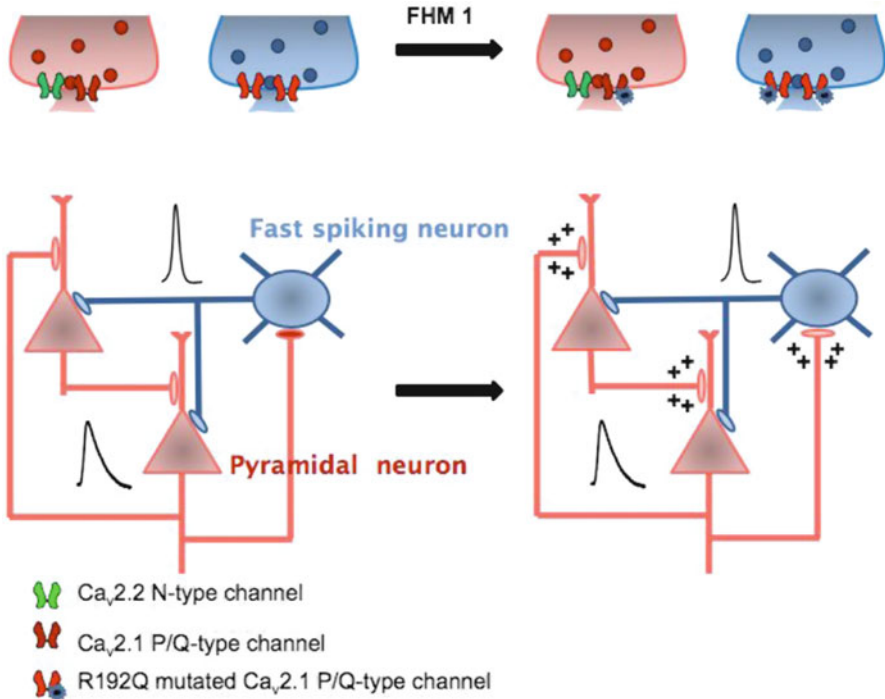 FHM 1
Fast spiking neuron
Pyramidal neuron
Cav2.2 N-type channel
Cav2.1 P/Q-type channel
R192Q mutated Cav2.1 P/Q-type channel